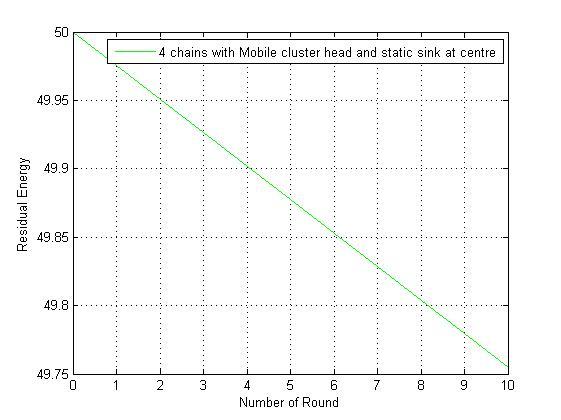 50
4 chains with Mobile cluster head and static sink at centre
49.95
49.9
49.85
49.8
49.75
Residual Energy
0 1 2 3 4 5 6 7 8 9 10
Number of Round